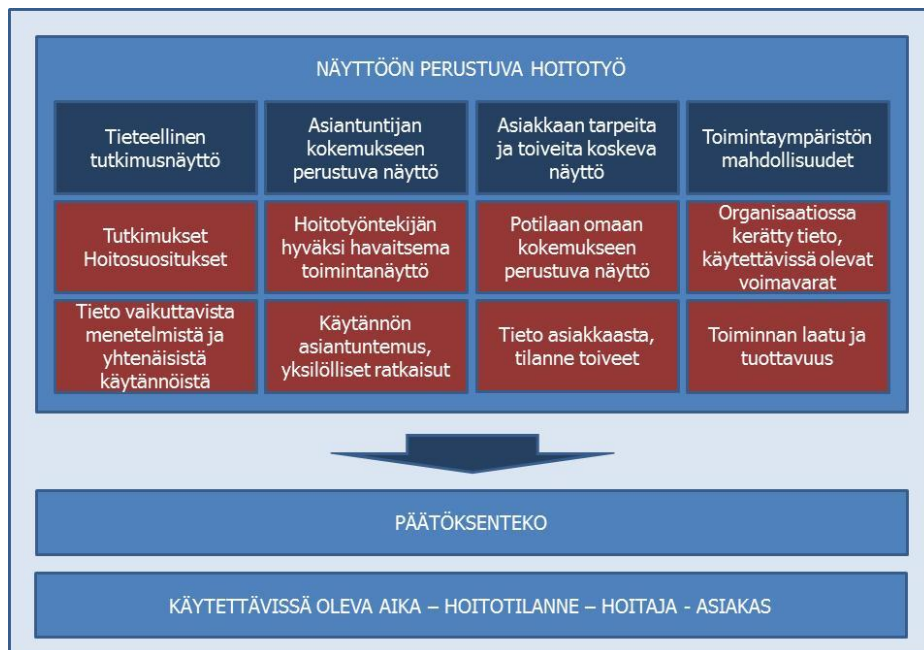 NÄYTTÖÖN PERUSTUVA HOITOTYÖ
Tieteellinen
tutkimusnäyttö
Asiantuntijan
kokemukseen
perustuva näyttö
Asiakkaan tarpeita
ja toiveita koskeva
näyttö
Toimintaympäristön
mahdollisuudet
Tutkimukset
Hoitosuositukset
Hoitotyöntekijän
hyväksi havaitsema
toimintanäyttö
Potilaan omaan
kokemukseen
perustuva näyttö
Organisaatiossa
kerätty tieto,
käytettävissä olevat
voimavarat
Tieto vaikuttavista
menetelmistä ja
yhtenäisistä
käytännöistä
Käytännön
asiantuntemus,
yksilölliset ratkaisut
Tieto asiakkaasta,
tilanne toiveet
Toiminnan laatu ja
tuottavuus
PÄÄTÖKSENTEKO
KÄYTETTÄVISSÄ OLEVA AIKA – HOITOTILANNE – HOITAJA - ASIAKAS